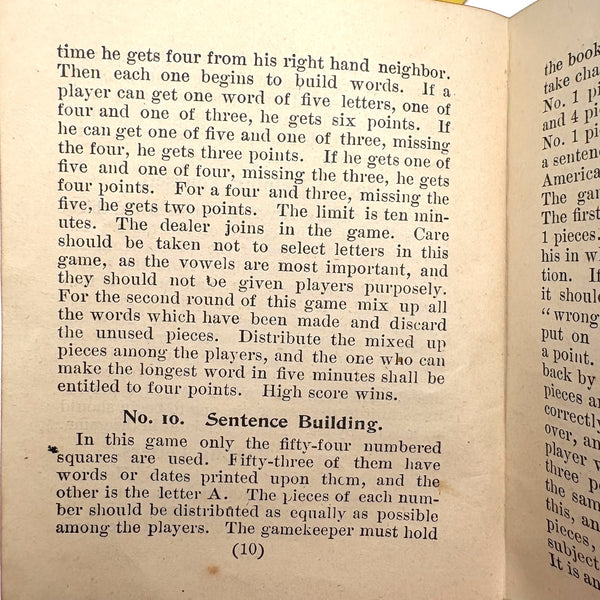 time he gets four from his right hand neighbor.
Then each one begins to build words. If a
player can get one word of five letters, one of
four and one of three, he gets six points. If
he can get one of five and one of three, missing
the four, he gets three points. If he gets one of
five and one of four, missing the three, he gets
four points. For a four and three, missing the
five, he gets two points. The limit is ten min-
utes. The dealer joins in the game. Care
should be taken not to select letters in this
game, as the vowels are most important, and
they should not be given players purposely.
For the second round of this game mix up all
the words which have been made and discard
the unused pieces. Distribute the mixed up
pieces among the players, and the one who can
make the longest word in five minutes shall be
entitled to four points. High score wins.
No. 10. Sentence Building.
In this game only the fifty-four numbered
squares are used. Fifty-three of them have
words or dates printed upon them, and the
other is the letter A. The pieces of each num-
ber should be distributed as equally as possible
among the players. The gamekeeper must hold
(10)
the book
take cha
No. 1 pi
and 4 pi
No. 1 pi
a sentenc
America
The gam
The first
1 pieces.
his in w
tion. If
it shoul
"wrong
put on
a point.
back by
pieces a
correctly
over, an
player w
three p
the sam
this, an
pieces,
subject
It is an